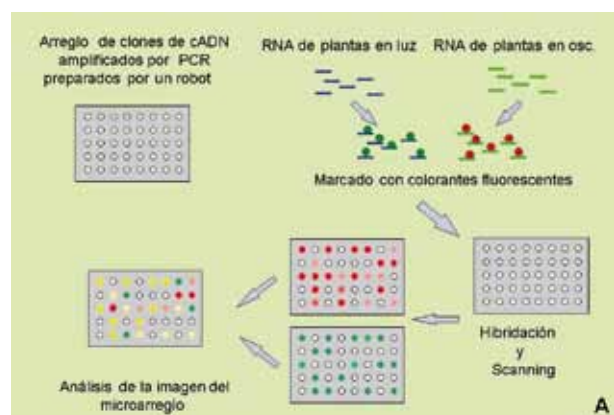 Arreglo de clones de cADN
amplificados por PCR
preparados por un robot
RNA de plantas en luz
RNA de plantas en osc.
Marcado con colorantes fluorescentes
Hibridación
y
Scanning
Análisis de la imagen del
microarreglo
A